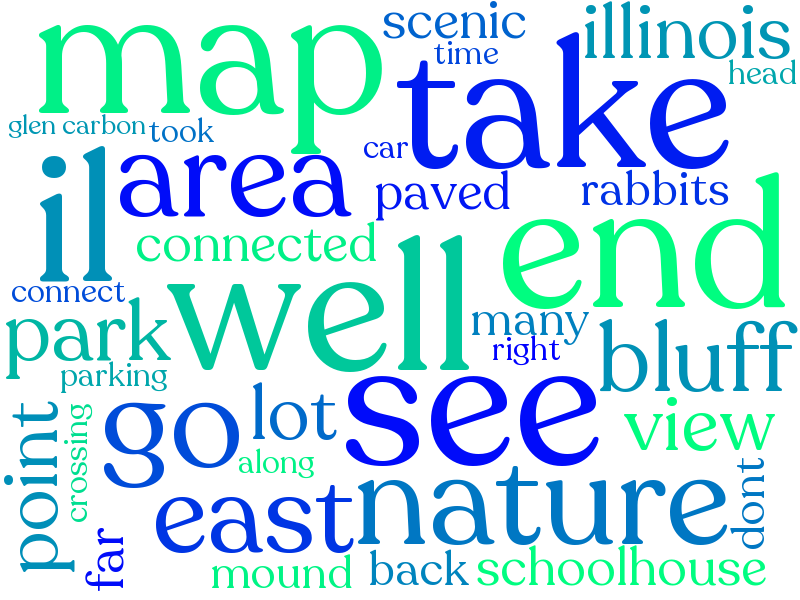 map
scenic
time
illinois
head
take
glen carbon
took
car
il
area
paved
rabbits
connected
end
connect
well
park
many
right
bluff
parking
see
view
go
lot
along
point
crossing
east
nature
dont
far
mound
back
schoolhouse